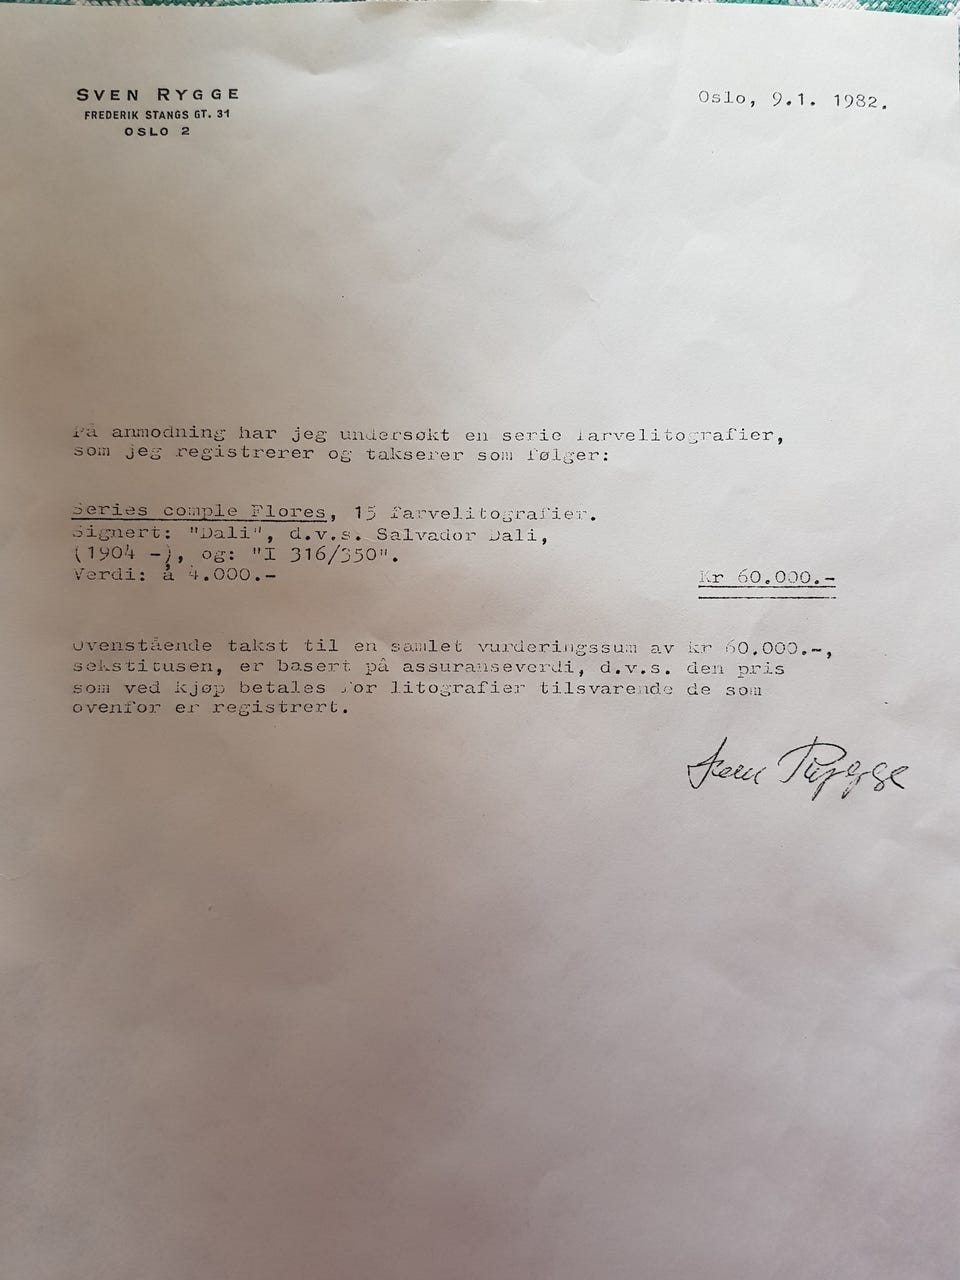 SVEN RYGGE
FREDERIK STANGS GT. 31
OSLO 2
Oslo, 9.1. 1982.
På anmodning har jeg undersøkt en serie farvelitografier,
som jeg registrerer og takserer som følger:
Series comple Flores, 15 farvelitografier.
Signert: "Dali", d.v.s. Salvador Dali,
(1904 -), og: "I 316/350".
Verdi: à 4.000.-
Kr 60.000.-
Ovenstående takst til en samlet vurderingssum av kr 60.000.-,
sekstitusen, er basert på assuranseverdi, d.v.s. den pris
som ved kjøp betales for litografier tilsvarende de som
ovenfor er registrert.
Sven Rygge